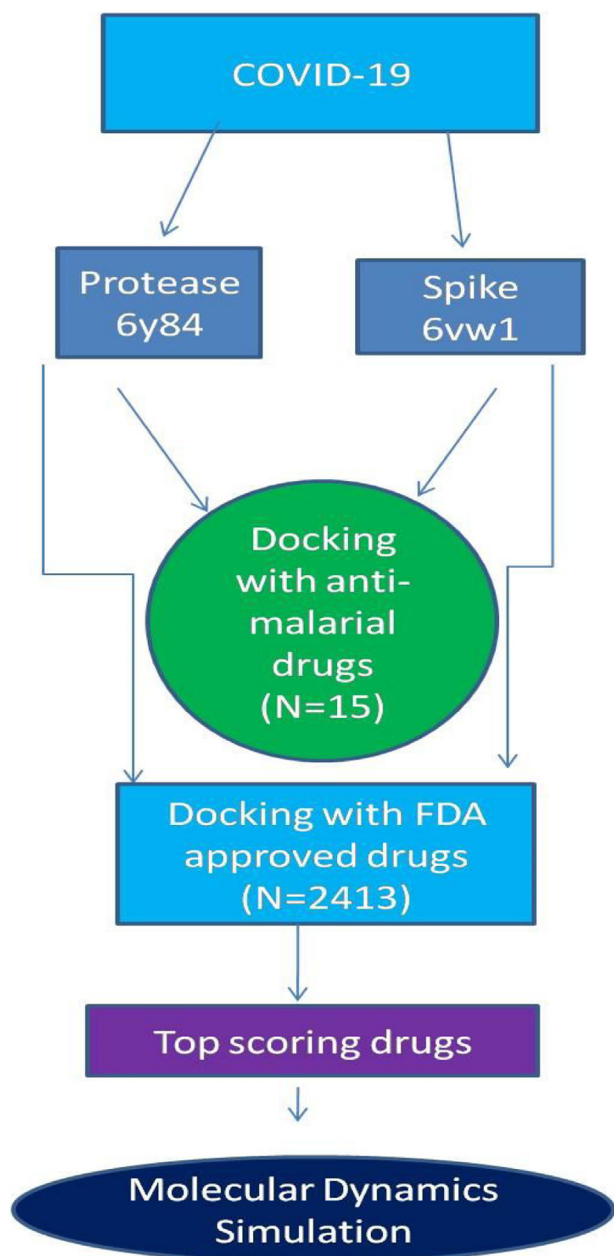 COVID-19
Protease
6y84
Spike
6vw1
Docking
with anti-
malarial
drugs
(N=15)
Docking with FDA
approved drugs
(N=2413)
Top scoring drugs
Molecular Dynamics
Simulation